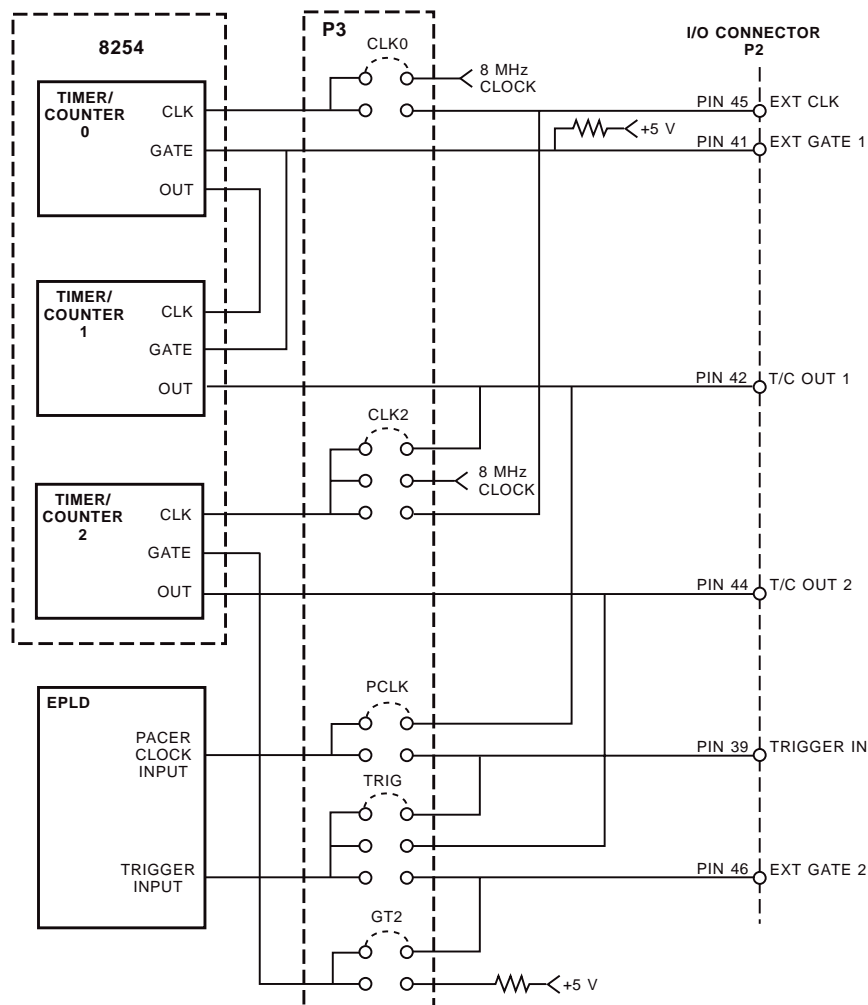 8254
P3
I/O CONNECTOR
P2
CLK0
8 MHz
CLOCK
TIMER/
COUNTER
0
CLK
GATE
OUT
PIN 45
EXT CLK
+5 V
PIN 41
EXT GATE 1
TIMER/
COUNTER
1
CLK
GATE
OUT
PIN 42
T/C OUT 1
CLK2
8 MHz
CLOCK
TIMER/
COUNTER
2
CLK
GATE
OUT
PIN 44
T/C OUT 2
EPLD
PACER
CLOCK
INPUT
PCLK
PIN 39
TRIGGER IN
TRIG
TRIGGER
INPUT
PIN 46
EXT GATE 2
GT2
+5 V